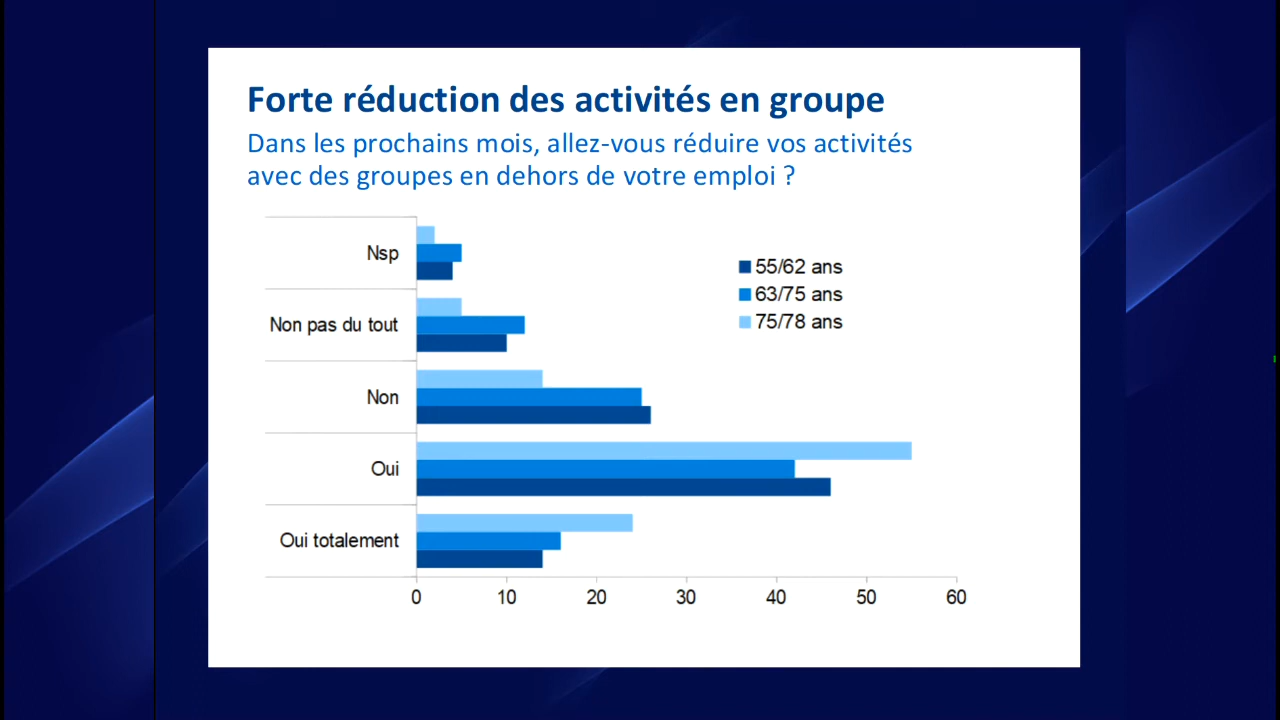 Forte réduction des activités en groupe
Dans les prochains mois, allez-vous réduire vos activités
avec des groupes en dehors de votre emploi ?
Nsp
Non pas du tout
Non
Oui
Oui totalement
55/62 ans
63/75 ans
75/78 ans
0 10 20 30 40 50 60